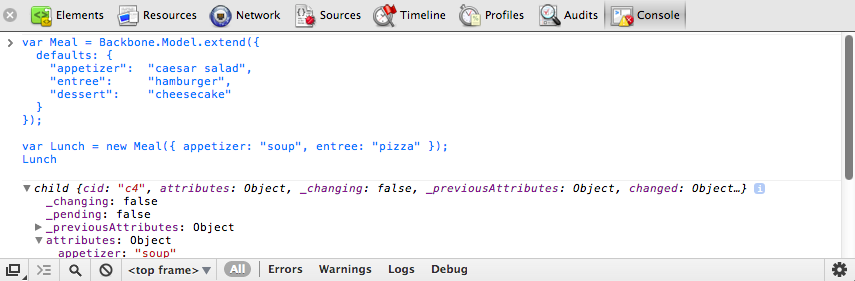 Elements Resources Network Sources Timeline Profiles Audits Console
var Meal = Backbone.Model.extend({
defaults: {
"appetizer": "caesar salad",
"entree": "hamburger",
"dessert": "cheesecake"
}
});
var Lunch = new Meal({ appetizer: "soup", entree: "pizza" });
Lunch
child {cid: "c4", attributes: Object, _changing: false, _previousAttributes: Object, changed: Object…}
_changing: false
_pending: false
_previousAttributes: Object
attributes: Object
appetizer: "soup"
<top frame> All Errors Warnings Logs Debug